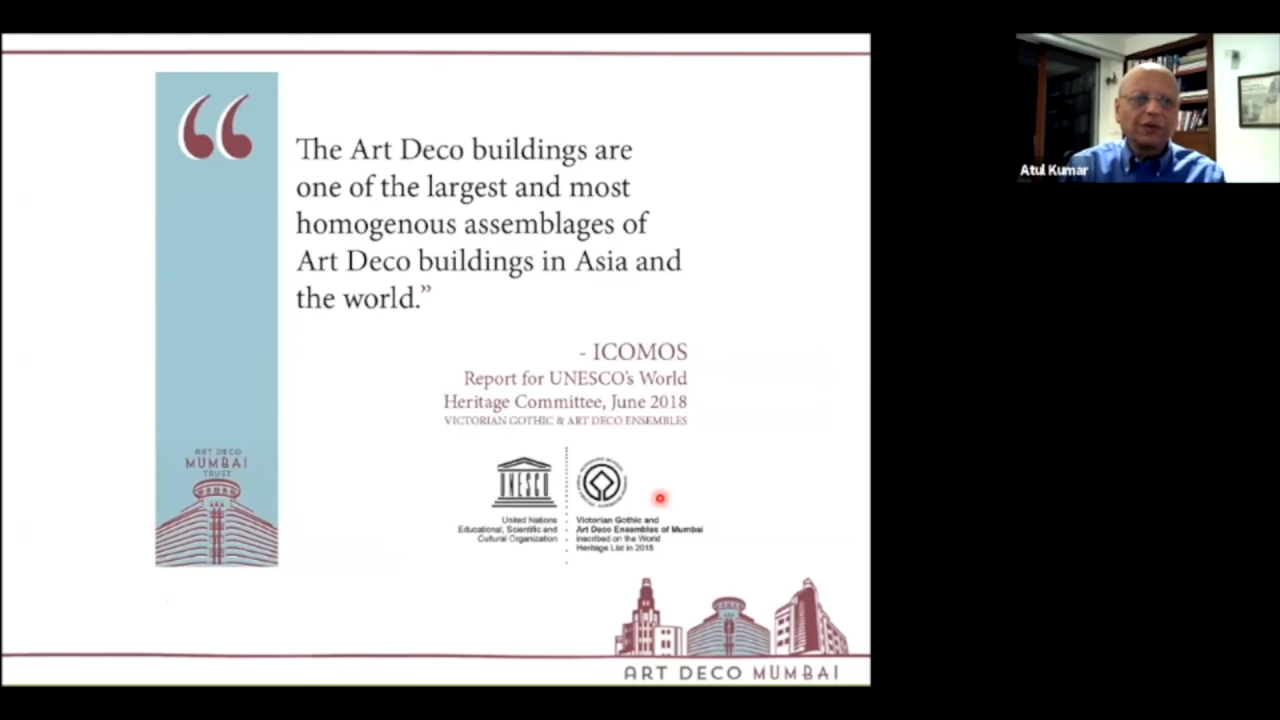 “
The Art Deco buildings are
one of the largest and most
homogenous assemblages of
Art Deco buildings in Asia and
the world.”
- ICOMOS
Report for UNESCO's World
Heritage Committee, June 2018
VICTORIAN GOTHIC & ART DECO ENSEMBLES
ART DECO
MUMBAI
TRUST
UNESCO
United Nations
Educational, Scientific and
Cultural Organization
Victorian Gothic and
Art Deco Ensembles of Mumbai
inscribed on the World
Heritage List in 2018
ART DECO MUMBAI
Atul Kumar